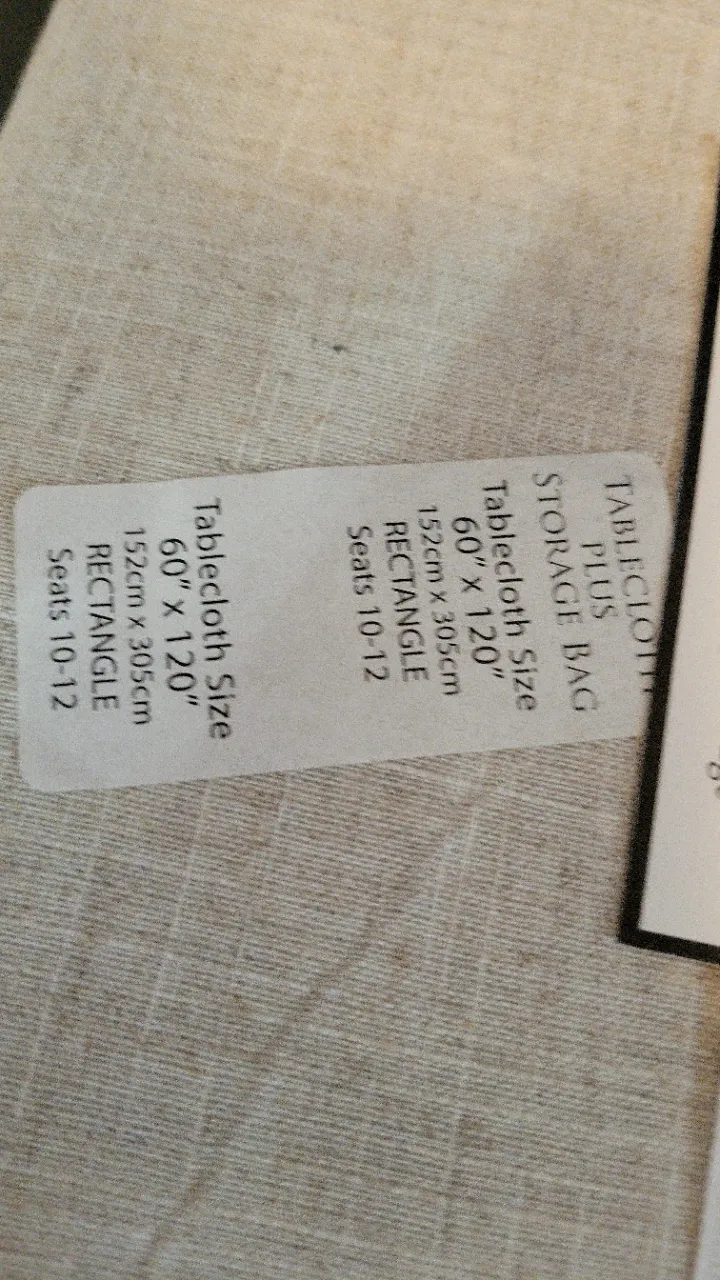 TABLECLOTH
PLUS
STORAGE BAG
Tablecloth Size
60" x 120"
152cm x 305cm
RECTANGLE
Seats 10-12
Tablecloth Size
60" x 120"
152cm x 305cm
RECTANGLE
Seats 10-12